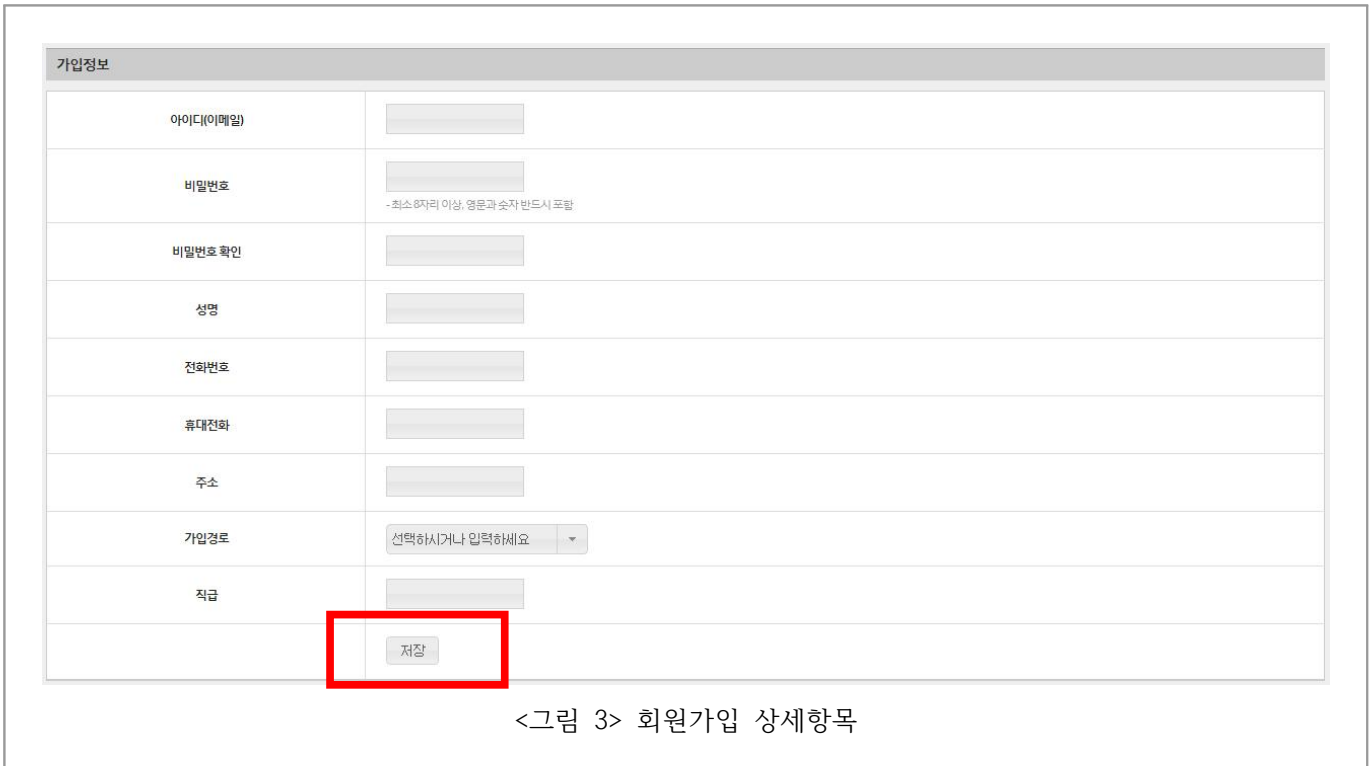 가입정보
아이디(이메일)
비밀번호
- 최소 8자리 이상, 영문과 숫자 반드시 포함
비밀번호 확인
성명
전화번호
휴대전화
주소
가입경로
선택하시거나 입력하세요
직급
저장
<그림 3> 회원가입 상세항목